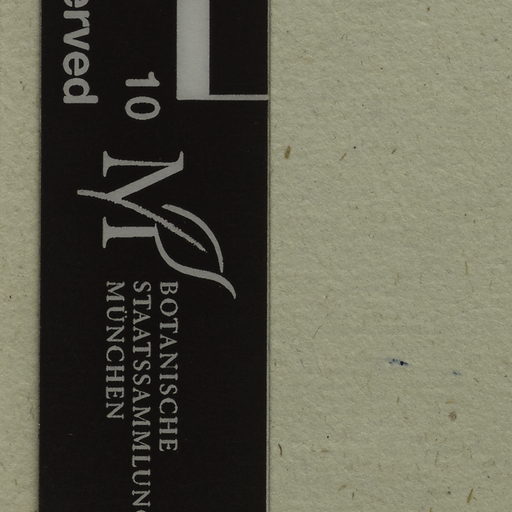 erved
10
BOTANISCHE
STAATSSAMMLUNG
MÜNCHEN